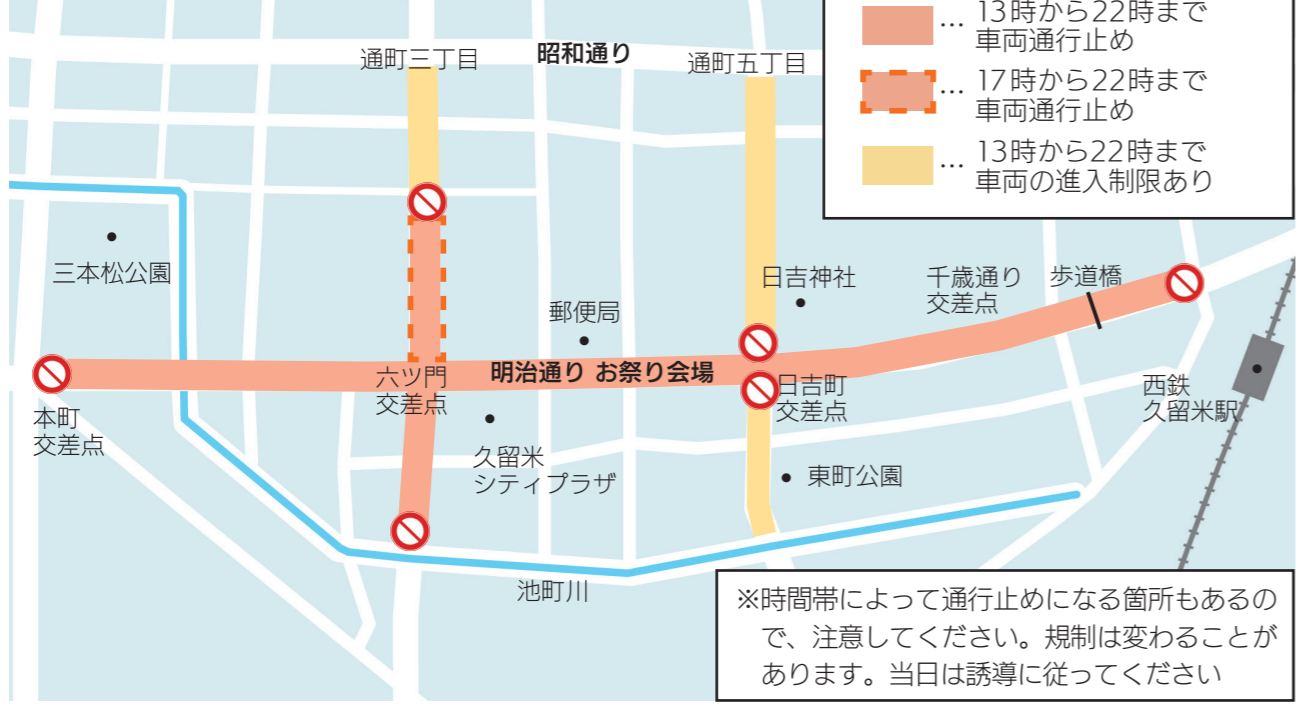 … 13時から22時まで
車両通行止め
… 17時から22時まで
車両通行止め
… 13時から22時まで
車両の進入制限あり
通町三丁目
昭和通り
通町五丁目
三本松公園
郵便局
日吉神社
千歳通り
交差点
歩道橋
本町
交差点
六ツ門
交差点
明治通り お祭り会場
日吉町
交差点
西鉄
久留米駅
久留米
シティプラザ
東町公園
池町川
※時間帯によって通行止めになる箇所もあるの
で、注意してください。規制は変わることが
あります。当日は誘導に従ってください